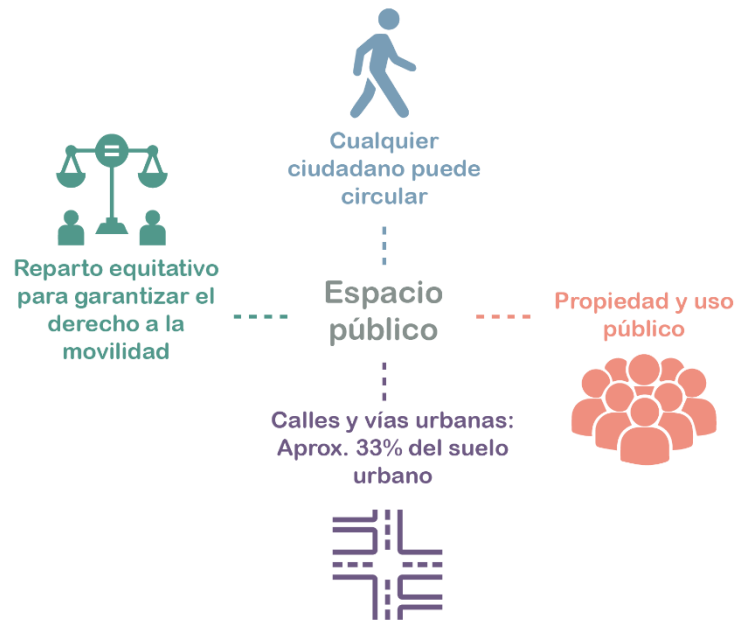 Cualquier
ciudadano puede
circular
Reparto equitativo
para garantizar el
derecho a la
movilidad
Espacio
público
Propiedad y uso
público
Calles y vías urbanas:
Aprox. 33% del suelo
urbano